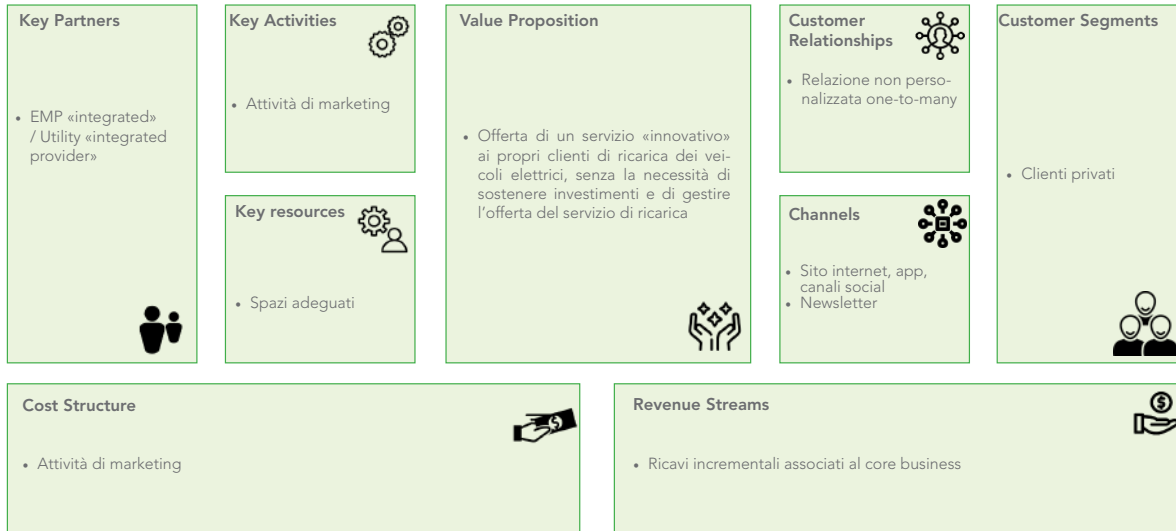 Key Partners
• EMP «integrated»
/ Utility «integrated
provider»
Key Activities
• Attività di marketing
Key resources
• Spazi adeguati
Value Proposition
• Offerta di un servizio «innovativo»
ai propri clienti di ricarica dei vei-
coli elettrici, senza la necessità di
sostenere investimenti e di gestire
l'offerta del servizio di ricarica
Customer
Relationships
• Relazione non perso-
nalizzata one-to-many
Channels
• Sito internet, app,
canali social
• Newsletter
Customer Segments
• Clienti privati
Cost Structure
• Attività di marketing
Revenue Streams
• Ricavi incrementali associati al core business